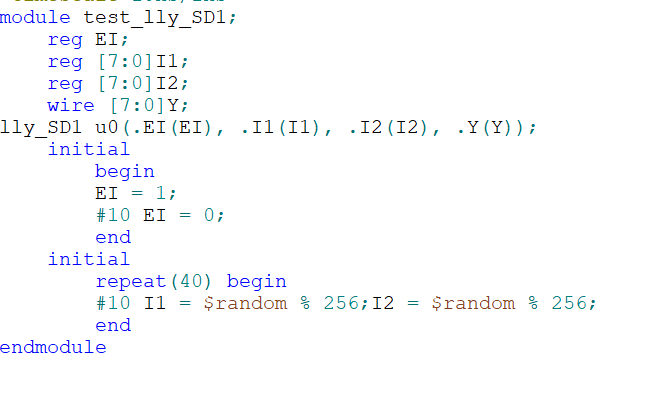 module test_lly_SD1;
reg EI;
reg [7:0]I1;
reg [7:0]I2;
wire [7:0]Y;
lly_SD1 u0(.EI(EI), .I1(I1), .I2(I2), .Y(Y));
initial
begin
EI = 1;
#10 EI = 0;
end
initial
repeat(40) begin
#10 I1 = $random % 256;I2 = $random % 256;
end
endmodule